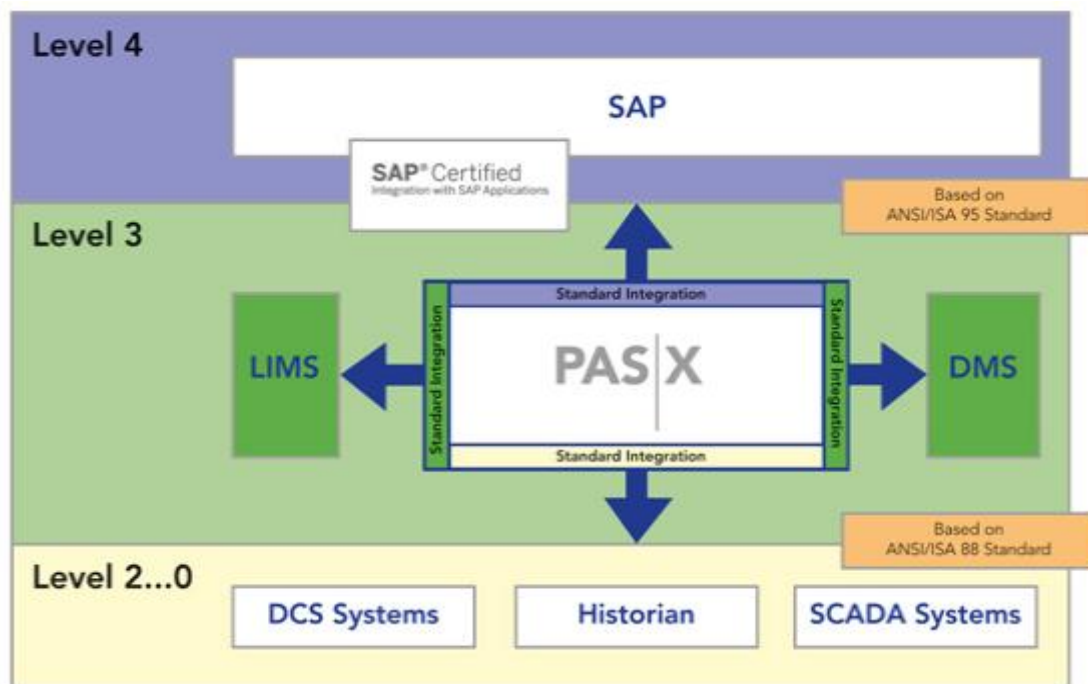 Level 4
SAP
SAP® Certified
Integration with SAP Applications
Based on
ANSI/ISA 95 Standard
Level 3
Standard Integration
Standard Integration
Standard Integration
LIMS
PAS|X
DMS
Standard Integration
Based on
ANSI/ISA 88 Standard
Level 2...0
DCS Systems
Historian
SCADA Systems